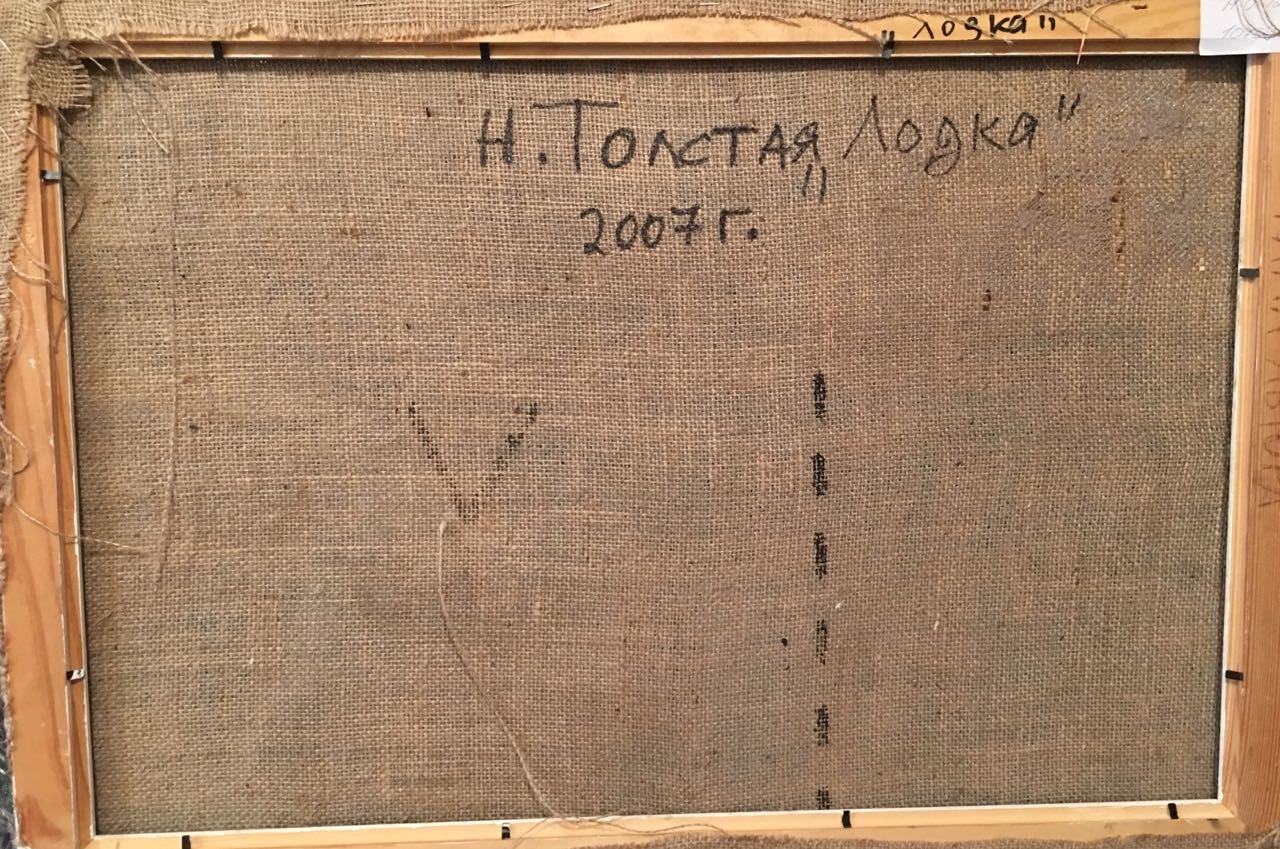 „Лодка"
Н. Толстая „Лодка"
2007 г.